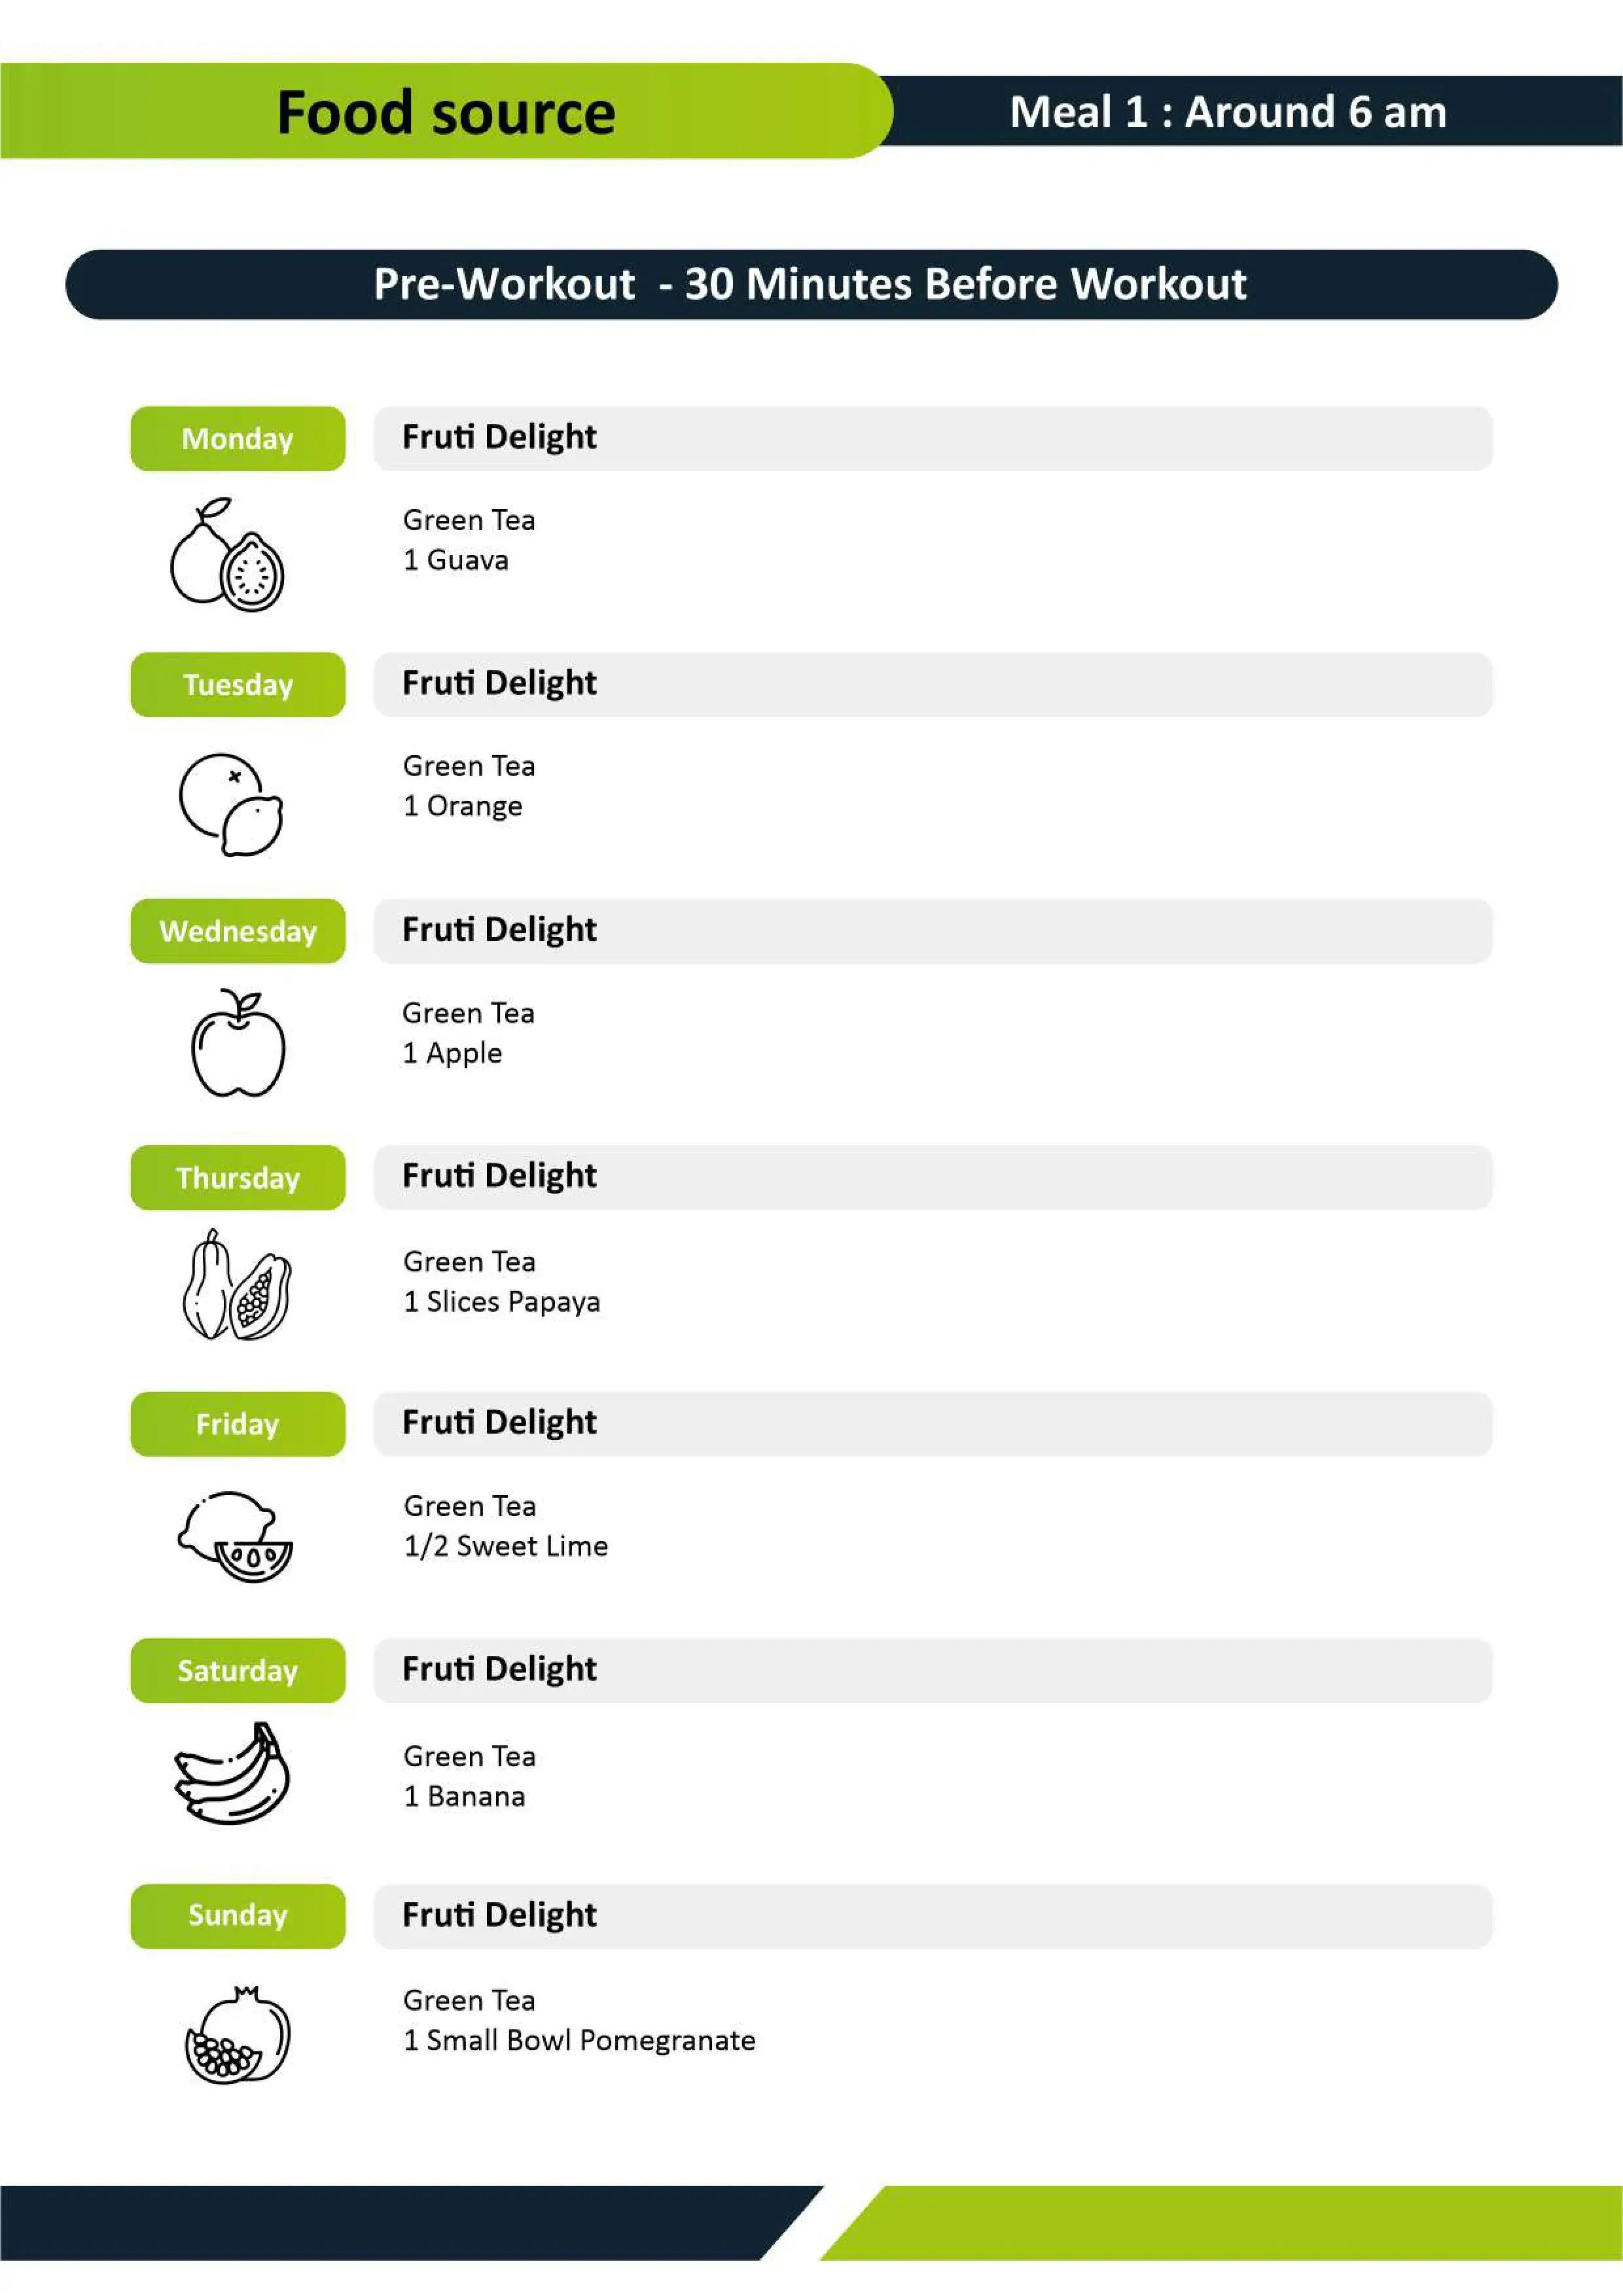 Food source
Meal 1 : Around 6 am
Pre-Workout - 30 Minutes Before Workout
Monday
Fruti Delight
Green Tea
1 Guava
Tuesday
Fruti Delight
Green Tea
1 Orange
Wednesday
Fruti Delight
Green Tea
1 Apple
Thursday
Fruti Delight
Green Tea
1 Slices Papaya
Friday
Fruti Delight
Green Tea
1/2 Sweet Lime
Saturday
Fruti Delight
Green Tea
1 Banana
Sunday
Fruti Delight
Green Tea
1 Small Bowl Pomegranate